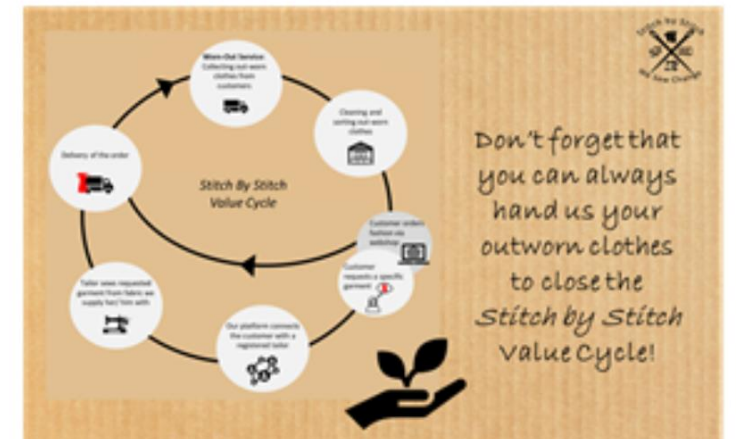 Stitch by Stitch
We Sew Change
Worn-Out Service:
Collecting out-worn
clothes from
customers
Cleaning and
sorting out-worn
clothes
Delivery of the order
Stitch By Stitch
Value Cycle
Customer orders
fashion via
webshop
Customer
requests a specific
garment
Tailor sews requested
garment from fabric we
supply her/ him with
Our platform connects
the customer with a
registered tailor
Don't forget that
you can always
hand us your
outworn clothes
to close the
Stitch by Stitch
Value Cycle!